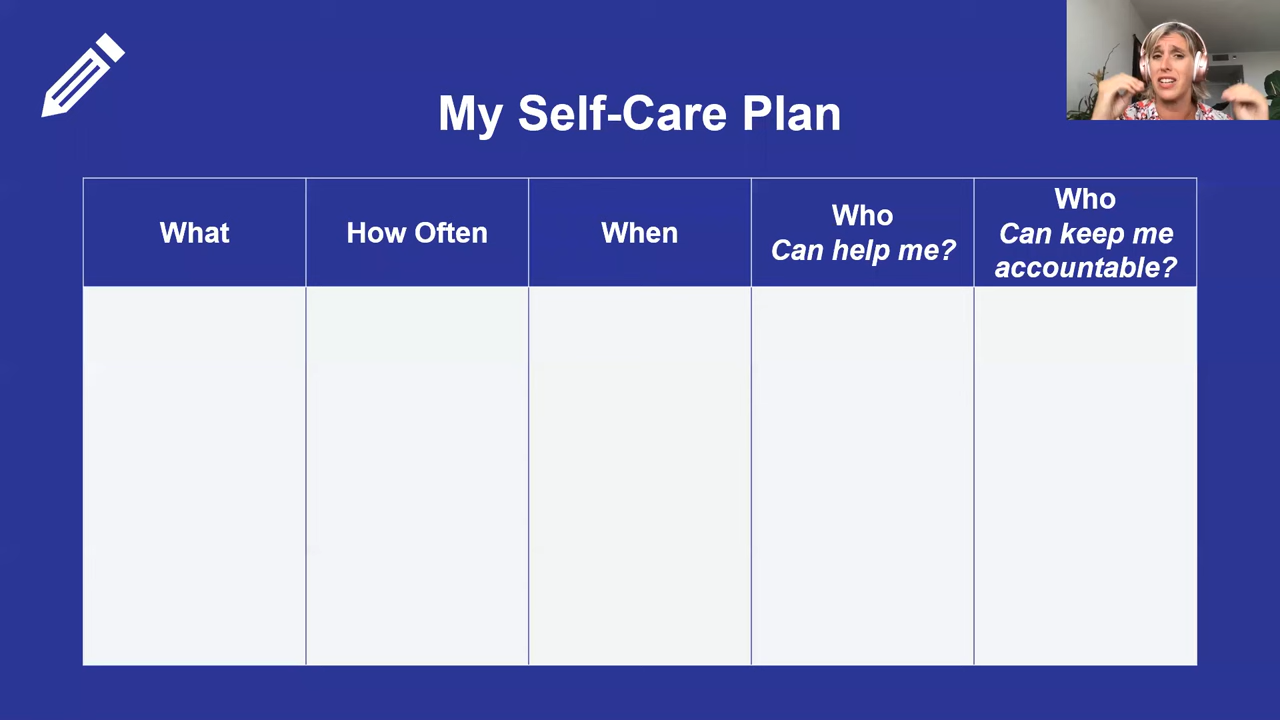 My Self-Care Plan
What
How Often
When
Who
Can help me?
Who
Can keep me
accountable?